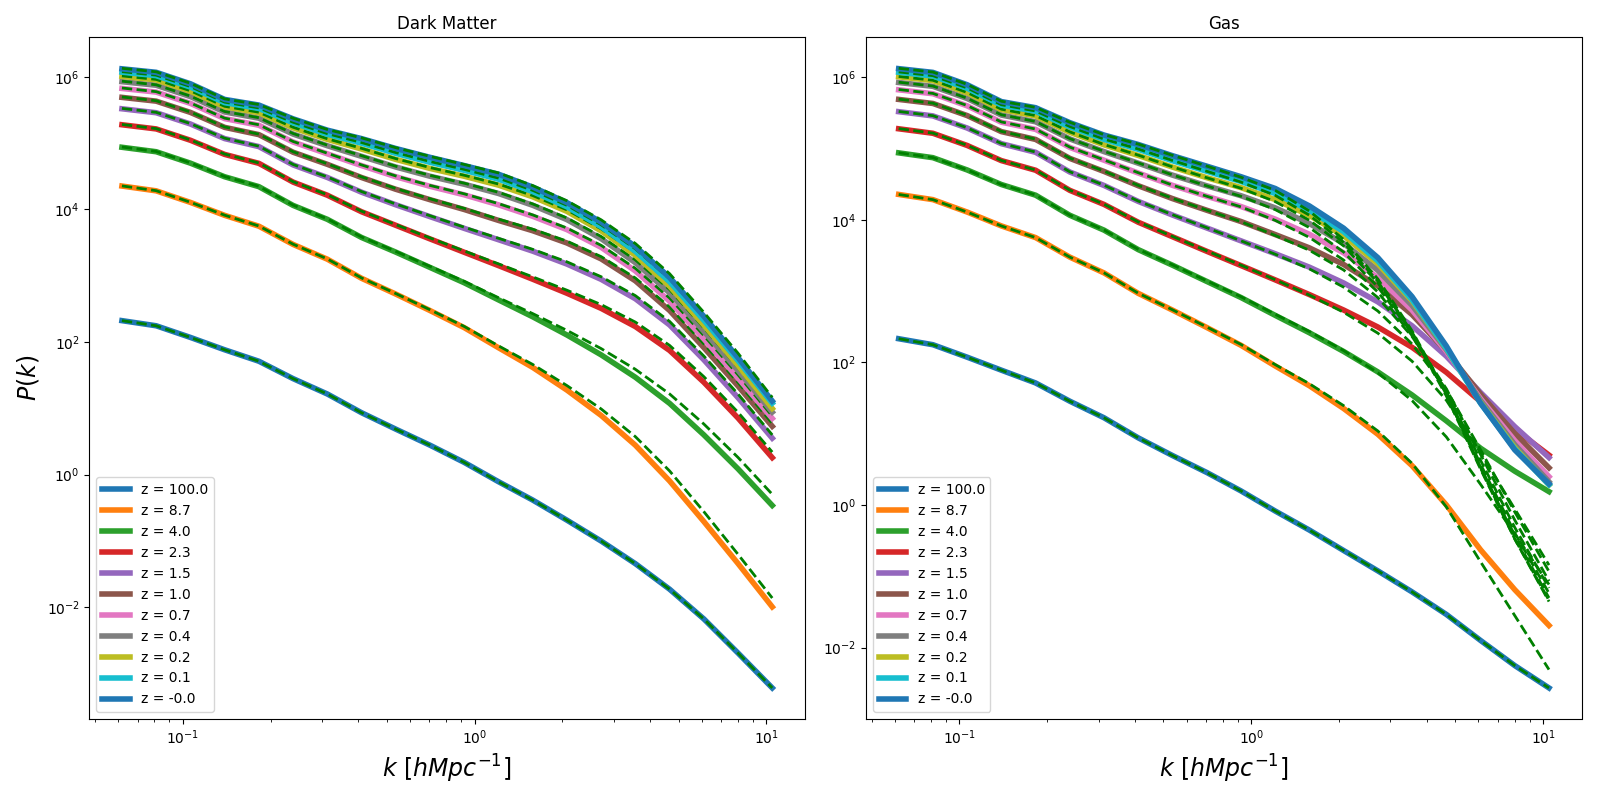 Dark Matter
P(k)
10^6
10^4
10^2
10^0
10^{-2}
z = 100.0
z = 8.7
z = 4.0
z = 2.3
z = 1.5
z = 1.0
z = 0.7
z = 0.4
z = 0.2
z = 0.1
z = -0.0
10^{-1}
10^0
10^1
k [hMpc^{-1}]
Gas
10^6
10^4
10^2
10^0
10^{-2}
z = 100.0
z = 8.7
z = 4.0
z = 2.3
z = 1.5
z = 1.0
z = 0.7
z = 0.4
z = 0.2
z = 0.1
z = -0.0
10^{-1}
10^0
10^1
k [hMpc^{-1}]